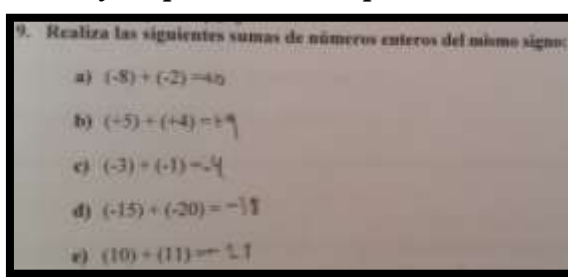 9. Realiza las siguientes sumas de números enteros del mismo signo:
a) (-8) + (-2) =
b) (+5) + (+4) = +9
c) (-3) + (-1) = -4
d) (-15) + (-20) =
e) (10) + (11) =